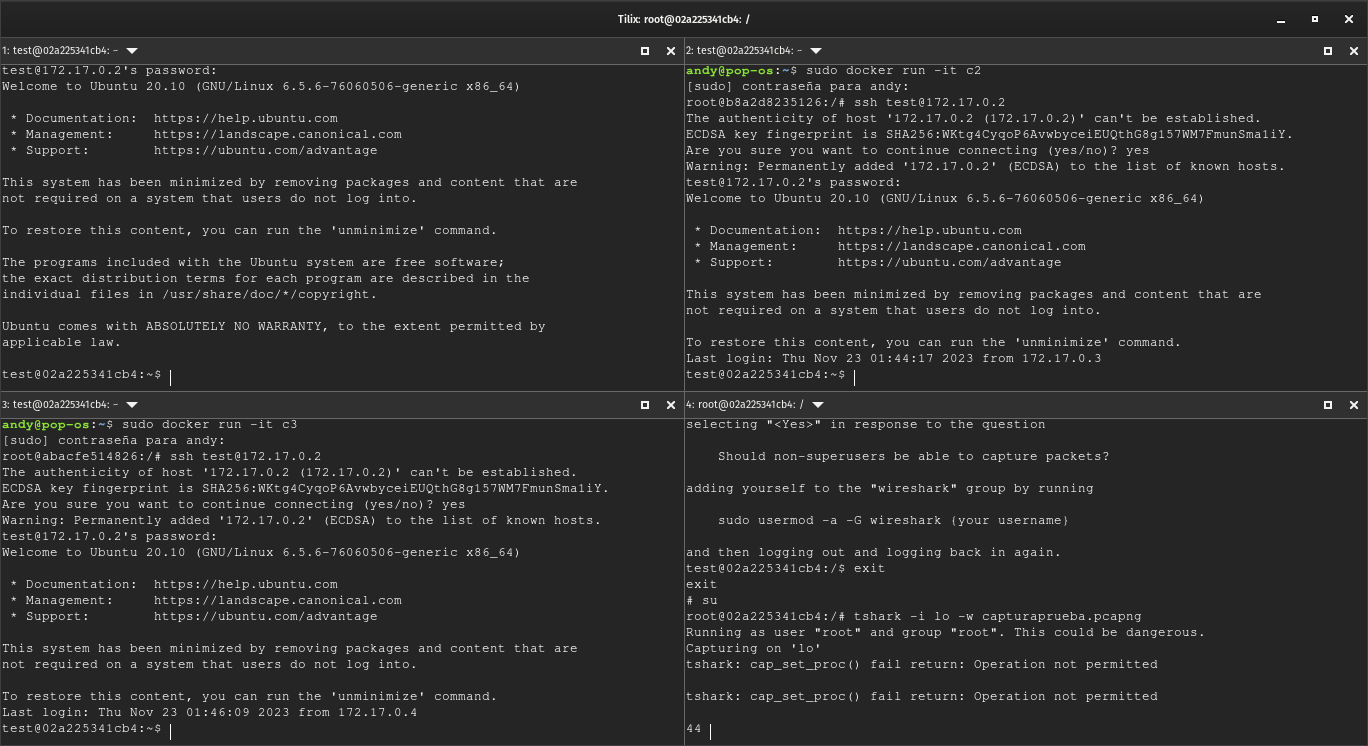 Tilix: root@02a225341cb4: /
1: test@02a225341cb4: ~
test@172.17.0.2's password:
Welcome to Ubuntu 20.10 (GNU/Linux 6.5.6-76060506-generic x86_64)
* Documentation:  https://help.ubuntu.com
* Management:     https://landscape.canonical.com
* Support:        https://ubuntu.com/advantage
This system has been minimized by removing packages and content that are
not required on a system that users do not log into.
To restore this content, you can run the 'unminimize' command.
The programs included with the Ubuntu system are free software;
the exact distribution terms for each program are described in the
individual files in /usr/share/doc/*/copyright.
Ubuntu comes with ABSOLUTELY NO WARRANTY, to the extent permitted by
applicable law.
test@02a225341cb4:~$
2: test@02a225341cb4: ~
andy@pop-os:~$ sudo docker run -it c2
[sudo] contraseña para andy:
root@b8a2d8235126:/# ssh test@172.17.0.2
The authenticity of host '172.17.0.2 (172.17.0.2)' can't be established.
ECDSA key fingerprint is SHA256:WKtg4CyqoP6AvwbyceiEUQthG8g157WM7FmunSma1iY.
Are you sure you want to continue connecting (yes/no)? yes
Warning: Permanently added '172.17.0.2' (ECDSA) to the list of known hosts.
test@172.17.0.2's password:
Welcome to Ubuntu 20.10 (GNU/Linux 6.5.6-76060506-generic x86_64)
* Documentation:  https://help.ubuntu.com
* Management:     https://landscape.canonical.com
* Support:        https://ubuntu.com/advantage
This system has been minimized by removing packages and content that are
not required on a system that users do not log into.
To restore this content, you can run the 'unminimize' command.
Last login: Thu Nov 23 01:44:17 2023 from 172.17.0.3
test@02a225341cb4:~$
3: test@02a225341cb4: ~
andy@pop-os:~$ sudo docker run -it c3
[sudo] contraseña para andy:
root@abacfe514826:/# ssh test@172.17.0.2
The authenticity of host '172.17.0.2 (172.17.0.2)' can't be established.
ECDSA key fingerprint is SHA256:WKtg4CyqoP6AvwbyceiEUQthG8g157WM7FmunSma1iY.
Are you sure you want to continue connecting (yes/no)? yes
Warning: Permanently added '172.17.0.2' (ECDSA) to the list of known hosts.
test@172.17.0.2's password:
Welcome to Ubuntu 20.10 (GNU/Linux 6.5.6-76060506-generic x86_64)
* Documentation:  https://help.ubuntu.com
* Management:     https://landscape.canonical.com
* Support:        https://ubuntu.com/advantage
This system has been minimized by removing packages and content that are
not required on a system that users do not log into.
To restore this content, you can run the 'unminimize' command.
Last login: Thu Nov 23 01:46:09 2023 from 172.17.0.4
test@02a225341cb4:~$
4: root@02a225341cb4: /
selecting "<Yes>" in response to the question
Should non-superusers be able to capture packets?
adding yourself to the "wireshark" group by running
sudo usermod -a -G wireshark {your username}
and then logging out and logging back in again.
test@02a225341cb4:/$ exit
exit
# su
root@02a225341cb4:/# tshark -i lo -w capturaprueba.pcapng
Running as user "root" and group "root". This could be dangerous.
Capturing on 'lo'
tshark: cap_set_proc() fail return: Operation not permitted
tshark: cap_set_proc() fail return: Operation not permitted
44